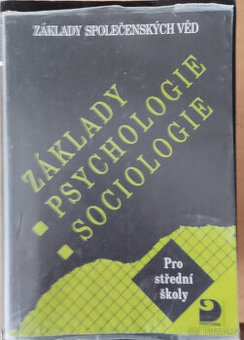 ZÁKLADY SPOLEČENSKÝCH VĚD
ZÁKLADY
PSYCHOLOGIE
SOCIOLOGIE
Pro
střední
školy